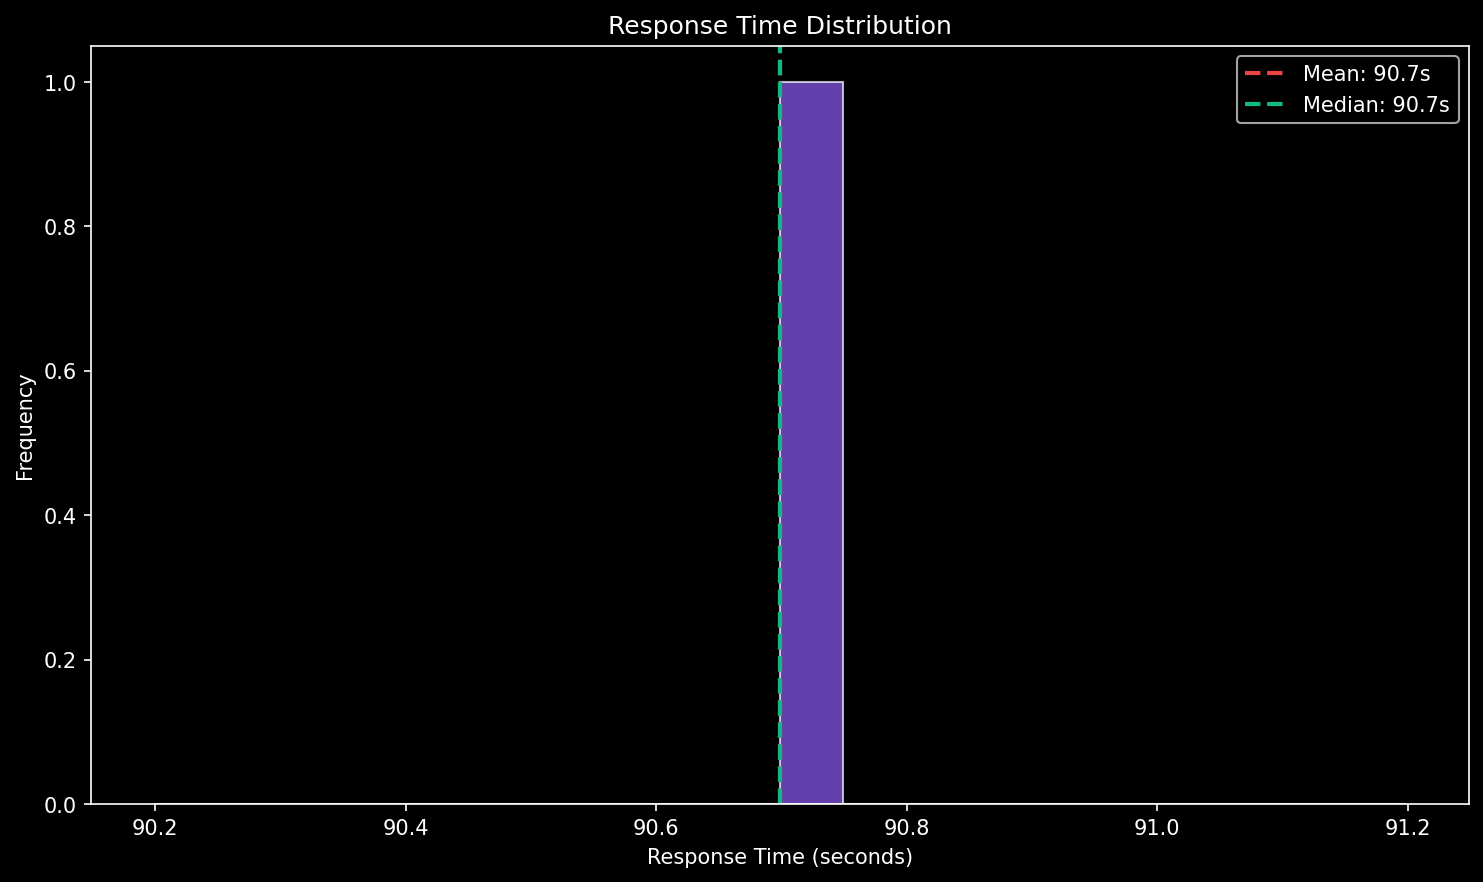 Response Time Distribution
Mean: 90.7s
Median: 90.7s
1.0
0.8
0.6
0.4
0.2
0.0
Frequency
90.2 90.4 90.6 90.8 91.0 91.2
Response Time (seconds)